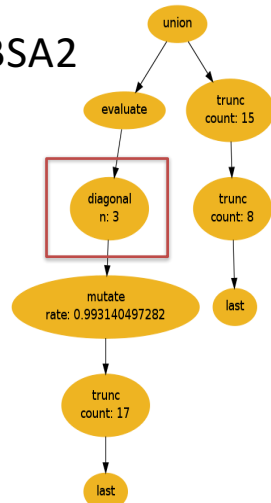 BSA2
union
evaluate
trunc
count: 15
diagonal
n: 3
trunc
count: 8
mutate
rate: 0.993140497282
last
trunc
count: 17
last